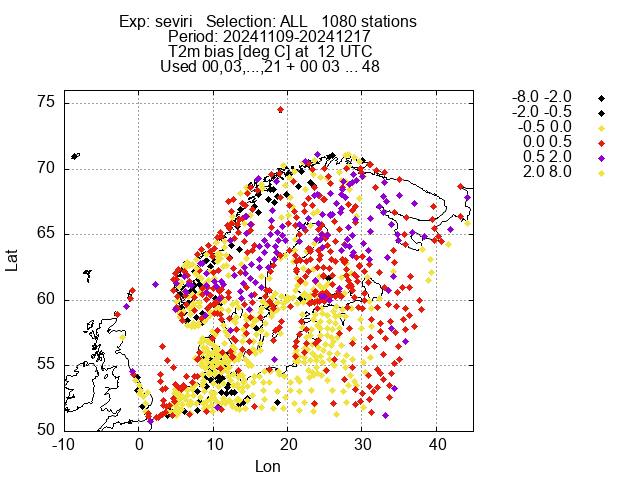 Exp: seviri   Selection: ALL   1080 stations
Period: 20241109-20241217
T2m bias [deg C] at  12 UTC
Used 00,03,...,21 + 00 03 ... 48
-8.0 -2.0
-2.0 -0.5
-0.5 0.0
0.0 0.5
0.5 2.0
2.0 8.0
75
70
65
60
55
50
Lat
-10 0 10 20 30 40
Lon